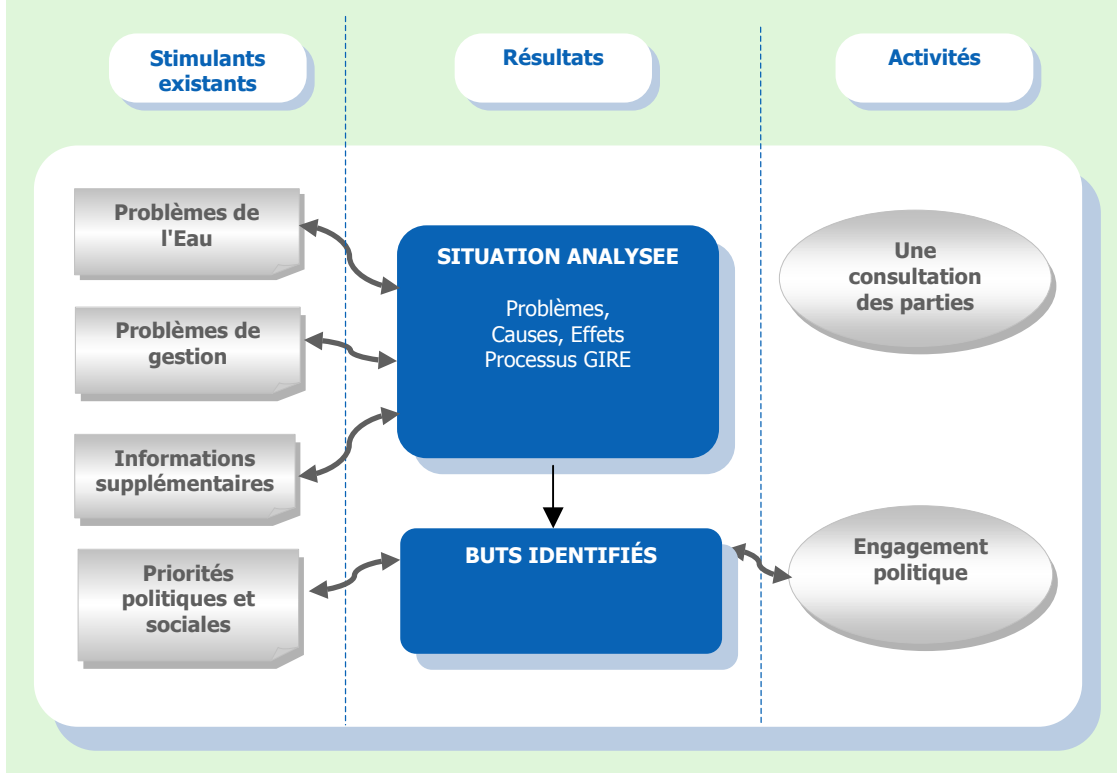 Stimulants
existants
Résultats
Activités
Problèmes de
l'Eau
Problèmes de
gestion
Informations
supplémentaires
Priorités
politiques et
sociales
SITUATION ANALYSEE
Problèmes,
Causes, Effets
Processus GIRE
BUTS IDENTIFIÉS
Une
consultation
des parties
Engagement
politique